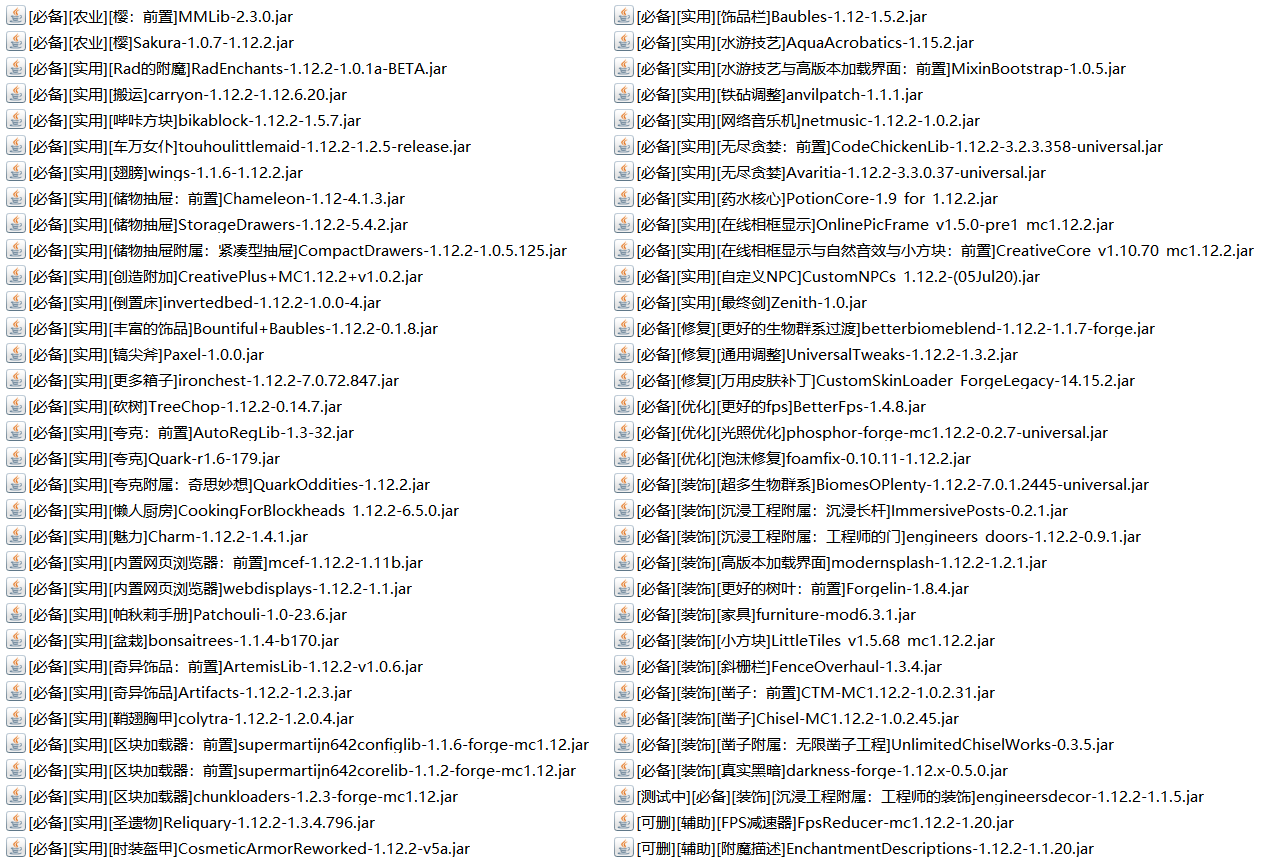 [必备][农业][樱：前置]MMLib-2.3.0.jar
[必备][农业][樱]Sakura-1.0.7-1.12.2.jar
[必备][实用][Rad的附魔]RadEnchants-1.12.2-1.0.1a-BETA.jar
[必备][实用][搬运]carryon-1.12.2-1.12.6.20.jar
[必备][实用][哔咔方块]bikablock-1.12.2-1.5.7.jar
[必备][实用][车万女仆]touhoulittlemaid-1.12.2-1.2.5-release.jar
[必备][实用][翅膀]wings-1.1.6-1.12.2.jar
[必备][实用][储物抽屉：前置]Chameleon-1.12-4.1.3.jar
[必备][实用][储物抽屉]StorageDrawers-1.12.2-5.4.2.jar
[必备][实用][储物抽屉附属：紧凑型抽屉]CompactDrawers-1.12.2-1.0.5.125.jar
[必备][实用][创造附加]CreativePlus+MC1.12.2+v1.0.2.jar
[必备][实用][倒置床]invertedbed-1.12.2-1.0.0-4.jar
[必备][实用][丰富的饰品]Bountiful+Baubles-1.12.2-0.1.8.jar
[必备][实用][镐尖斧]Paxel-1.0.0.jar
[必备][实用][更多箱子]ironchest-1.12.2-7.0.72.847.jar
[必备][实用][砍树]TreeChop-1.12.2-0.14.7.jar
[必备][实用][夸克：前置]AutoRegLib-1.3-32.jar
[必备][实用][夸克]Quark-r1.6-179.jar
[必备][实用][夸克附属：奇思妙想]QuarkOddities-1.12.2.jar
[必备][实用][懒人厨房]CookingForBlockheads_1.12.2-6.5.0.jar
[必备][实用][魅力]Charm-1.12.2-1.4.1.jar
[必备][实用][内置网页浏览器：前置]mcef-1.12.2-1.11b.jar
[必备][实用][内置网页浏览器]webdisplays-1.12.2-1.1.jar
[必备][实用][帕秋莉手册]Patchouli-1.0-23.6.jar
[必备][实用][盆栽]bonsaitrees-1.1.4-b170.jar
[必备][实用][奇异饰品：前置]ArtemisLib-1.12.2-v1.0.6.jar
[必备][实用][奇异饰品]Artifacts-1.12.2-1.2.3.jar
[必备][实用][鞘翅胸甲]colytra-1.12.2-1.2.0.4.jar
[必备][实用][区块加载器：前置]supermartijn642configlib-1.1.6-forge-mc1.12.jar
[必备][实用][区块加载器：前置]supermartijn642corelib-1.1.2-forge-mc1.12.jar
[必备][实用][区块加载器]chunkloaders-1.2.3-forge-mc1.12.jar
[必备][实用][圣遗物]Reliquary-1.12.2-1.3.4.796.jar
[必备][实用][时装盔甲]CosmeticArmorReworked-1.12.2-v5a.jar
[必备][实用][饰品栏]Baubles-1.12-1.5.2.jar
[必备][实用][水游技艺]AquaAcrobatics-1.15.2.jar
[必备][实用][水游技艺与高版本加载界面：前置]MixinBootstrap-1.0.5.jar
[必备][实用][铁砧调整]anvilpatch-1.1.1.jar
[必备][实用][网络音乐机]netmusic-1.12.2-1.0.2.jar
[必备][实用][无尽贪婪：前置]CodeChickenLib-1.12.2-3.2.3.358-universal.jar
[必备][实用][无尽贪婪]Avaritia-1.12.2-3.3.0.37-universal.jar
[必备][实用][药水核心]PotionCore-1.9_for_1.12.2.jar
[必备][实用][在线相框显示]OnlinePicFrame_v1.5.0-pre1_mc1.12.2.jar
[必备][实用][在线相框显示与自然音效与小方块：前置]CreativeCore_v1.10.70_mc1.12.2.jar
[必备][实用][自定义NPC]CustomNPCs_1.12.2-(05Jul20).jar
[必备][实用][最终剑]Zenith-1.0.jar
[必备][修复][更好的生物群系过渡]betterbiomeblend-1.12.2-1.1.7-forge.jar
[必备][修复][通用调整]UniversalTweaks-1.12.2-1.3.2.jar
[必备][修复][万用皮肤补丁]CustomSkinLoader_ForgeLegacy-14.15.2.jar
[必备][优化][更好的fps]BetterFps-1.4.8.jar
[必备][优化][光照优化]phosphor-forge-mc1.12.2-0.2.7-universal.jar
[必备][优化][泡沫修复]foamfix-0.10.11-1.12.2.jar
[必备][装饰][超多生物群系]BiomesOPlenty-1.12.2-7.0.1.2445-universal.jar
[必备][装饰][沉浸工程附属：沉浸长杆]ImmersivePosts-0.2.1.jar
[必备][装饰][沉浸工程附属：工程师的门]engineers_doors-1.12.2-0.9.1.jar
[必备][装饰][高版本加载界面]modernsplash-1.12.2-1.2.1.jar
[必备][装饰][更好的树叶：前置]Forgelin-1.8.4.jar
[必备][装饰][家具]furniture-mod6.3.1.jar
[必备][装饰][小方块]LittleTiles_v1.5.68_mc1.12.2.jar
[必备][装饰][斜栅栏]FenceOverhaul-1.3.4.jar
[必备][装饰][凿子：前置]CTM-MC1.12.2-1.0.2.31.jar
[必备][装饰][凿子]Chisel-MC1.12.2-1.0.2.45.jar
[必备][装饰][凿子附属：无限凿子工程]UnlimitedChiselWorks-0.3.5.jar
[必备][装饰][真实黑暗]darkness-forge-1.12.x-0.5.0.jar
[测试中][必备][装饰][沉浸工程附属：工程师的装饰]engineersdecor-1.12.2-1.1.5.jar
[可删][辅助][FPS减速器]FpsReducer-mc1.12.2-1.20.jar
[可删][辅助][附魔描述]EnchantmentDescriptions-1.12.2-1.1.20.jar